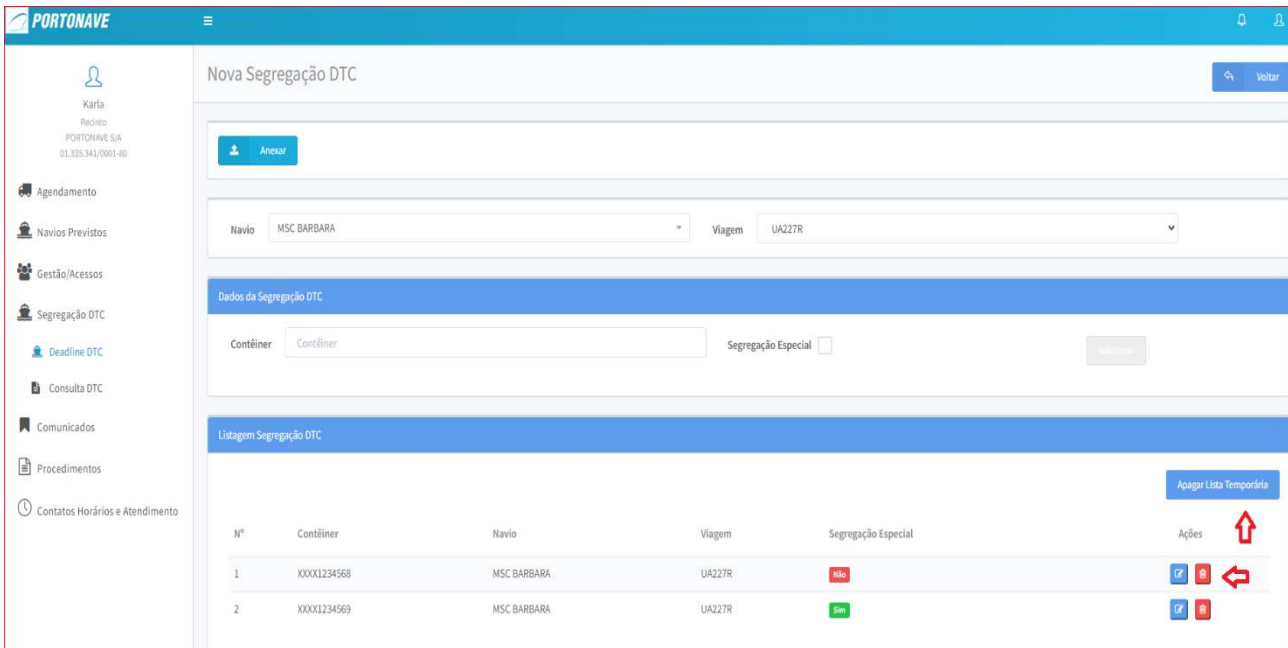 PORTONAVE
Nova Segregação DTC
Voltar
Karla
Recinto
PORTONAVE S/A
01.335.341/0001-80
Anexar
Agendamento
Navios Previstos
Gestão/Acessos
Segregação DTC
Deadline DTC
Consulta DTC
Comunicados
Procedimentos
Contatos Horários e Atendimento
Navio MSC BARBARA Viagem UA227R
Dados da Segregação DTC
Contêiner Contêiner Segregação Especial Adicionar
Listagem Segregação DTC
Apagar Lista Temporária
Nº Contêiner Navio Viagem Segregação Especial Ações
1 XXXX1234568 MSC BARBARA UA227R Não
2 XXXX1234569 MSC BARBARA UA227R Sim